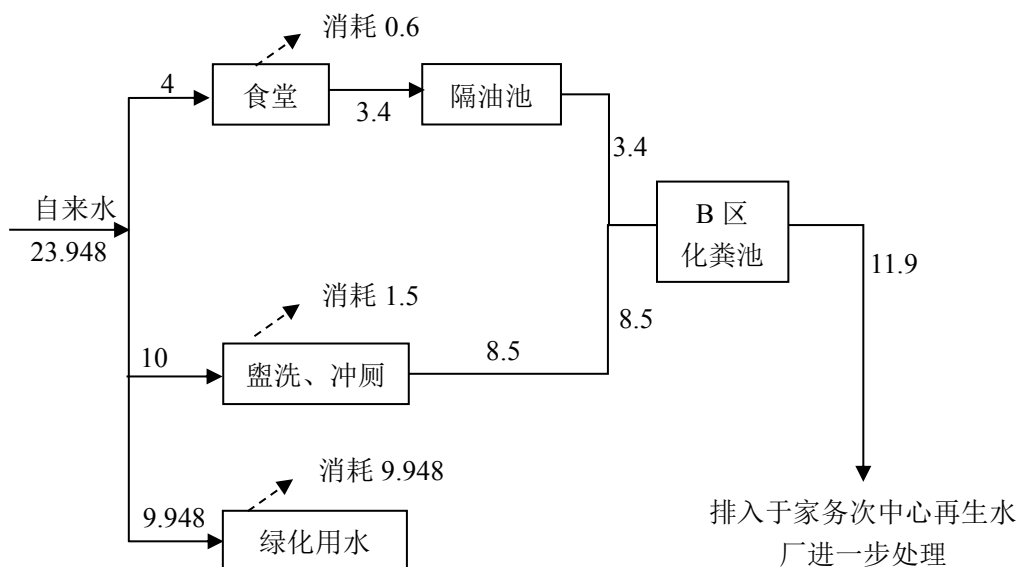 消耗 0.6
4
食堂
3.4
隔油池
3.4
自来水
23.948
B 区
化粪池
11.9
消耗 1.5
10
盥洗、冲厕
8.5
8.5
消耗 9.948
9.948
绿化用水
排入于家务次中心再生水
厂进一步处理